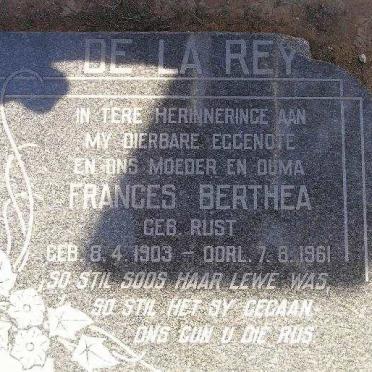 DE LA REY
IN TERE HERINNERINGE AAN
MY DIERBARE EGGENOTE
EN ONS MOEDER EN OUMA
FRANCES BERTHEA
GEB. RUST
GEB. 8.4.1903 — OORL. 7.8.1961
SO STIL SOOS HAAR LEWE WAS,
SO STIL HET SY GEGAAN.
ONS GUN U DIE RUS